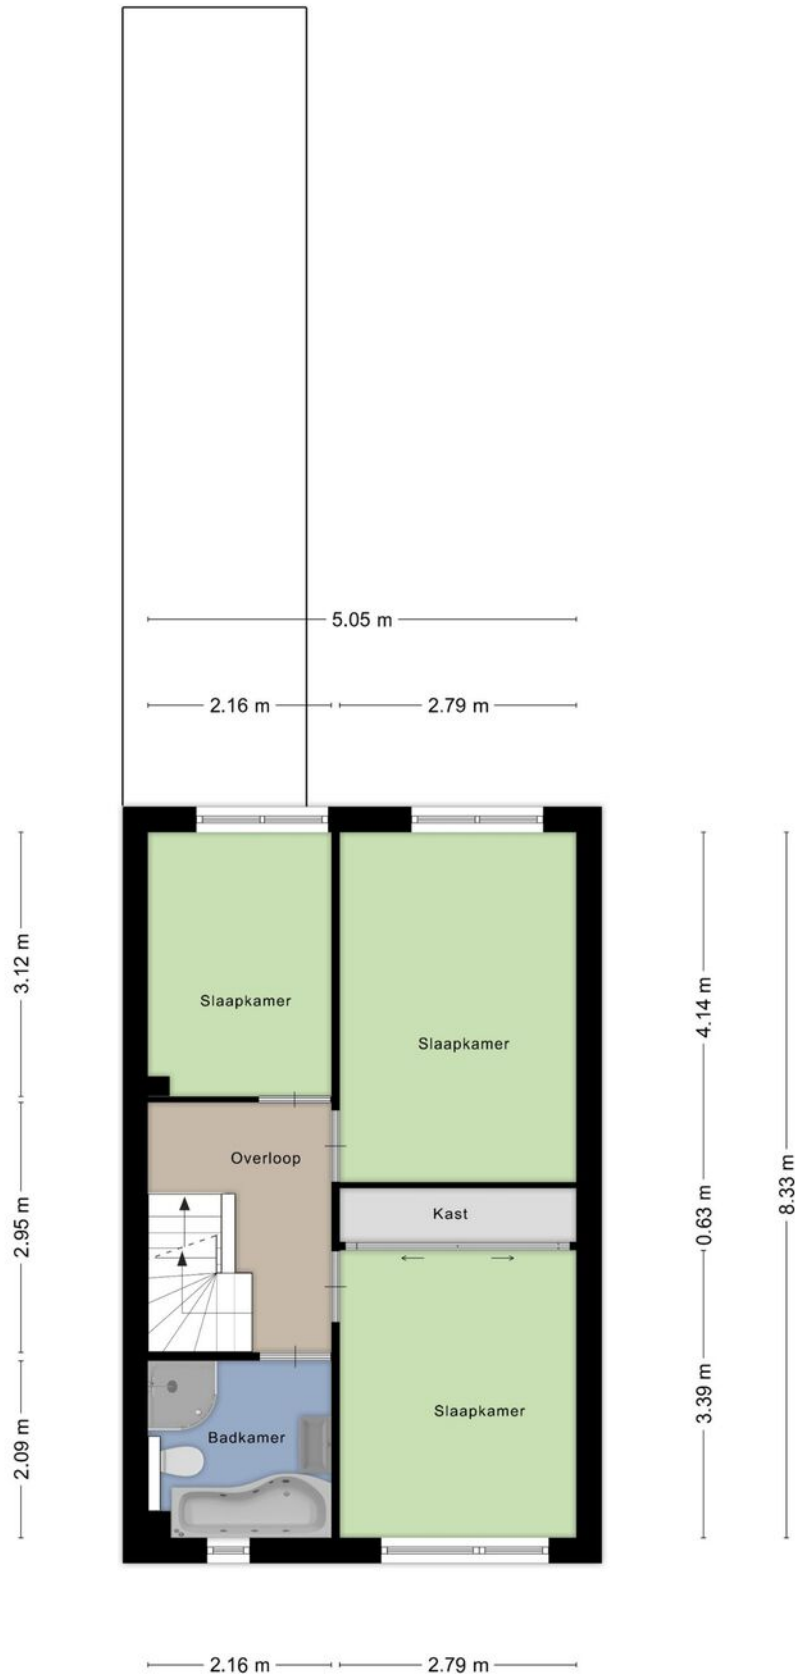 5.05 m
2.16 m
2.79 m
3.12 m
Slaapkamer
4.14 m
Slaapkamer
Overloop
8.33 m
2.95 m
Kast
0.63 m
Slaapkamer
3.39 m
Badkamer
2.09 m
2.16 m
2.79 m